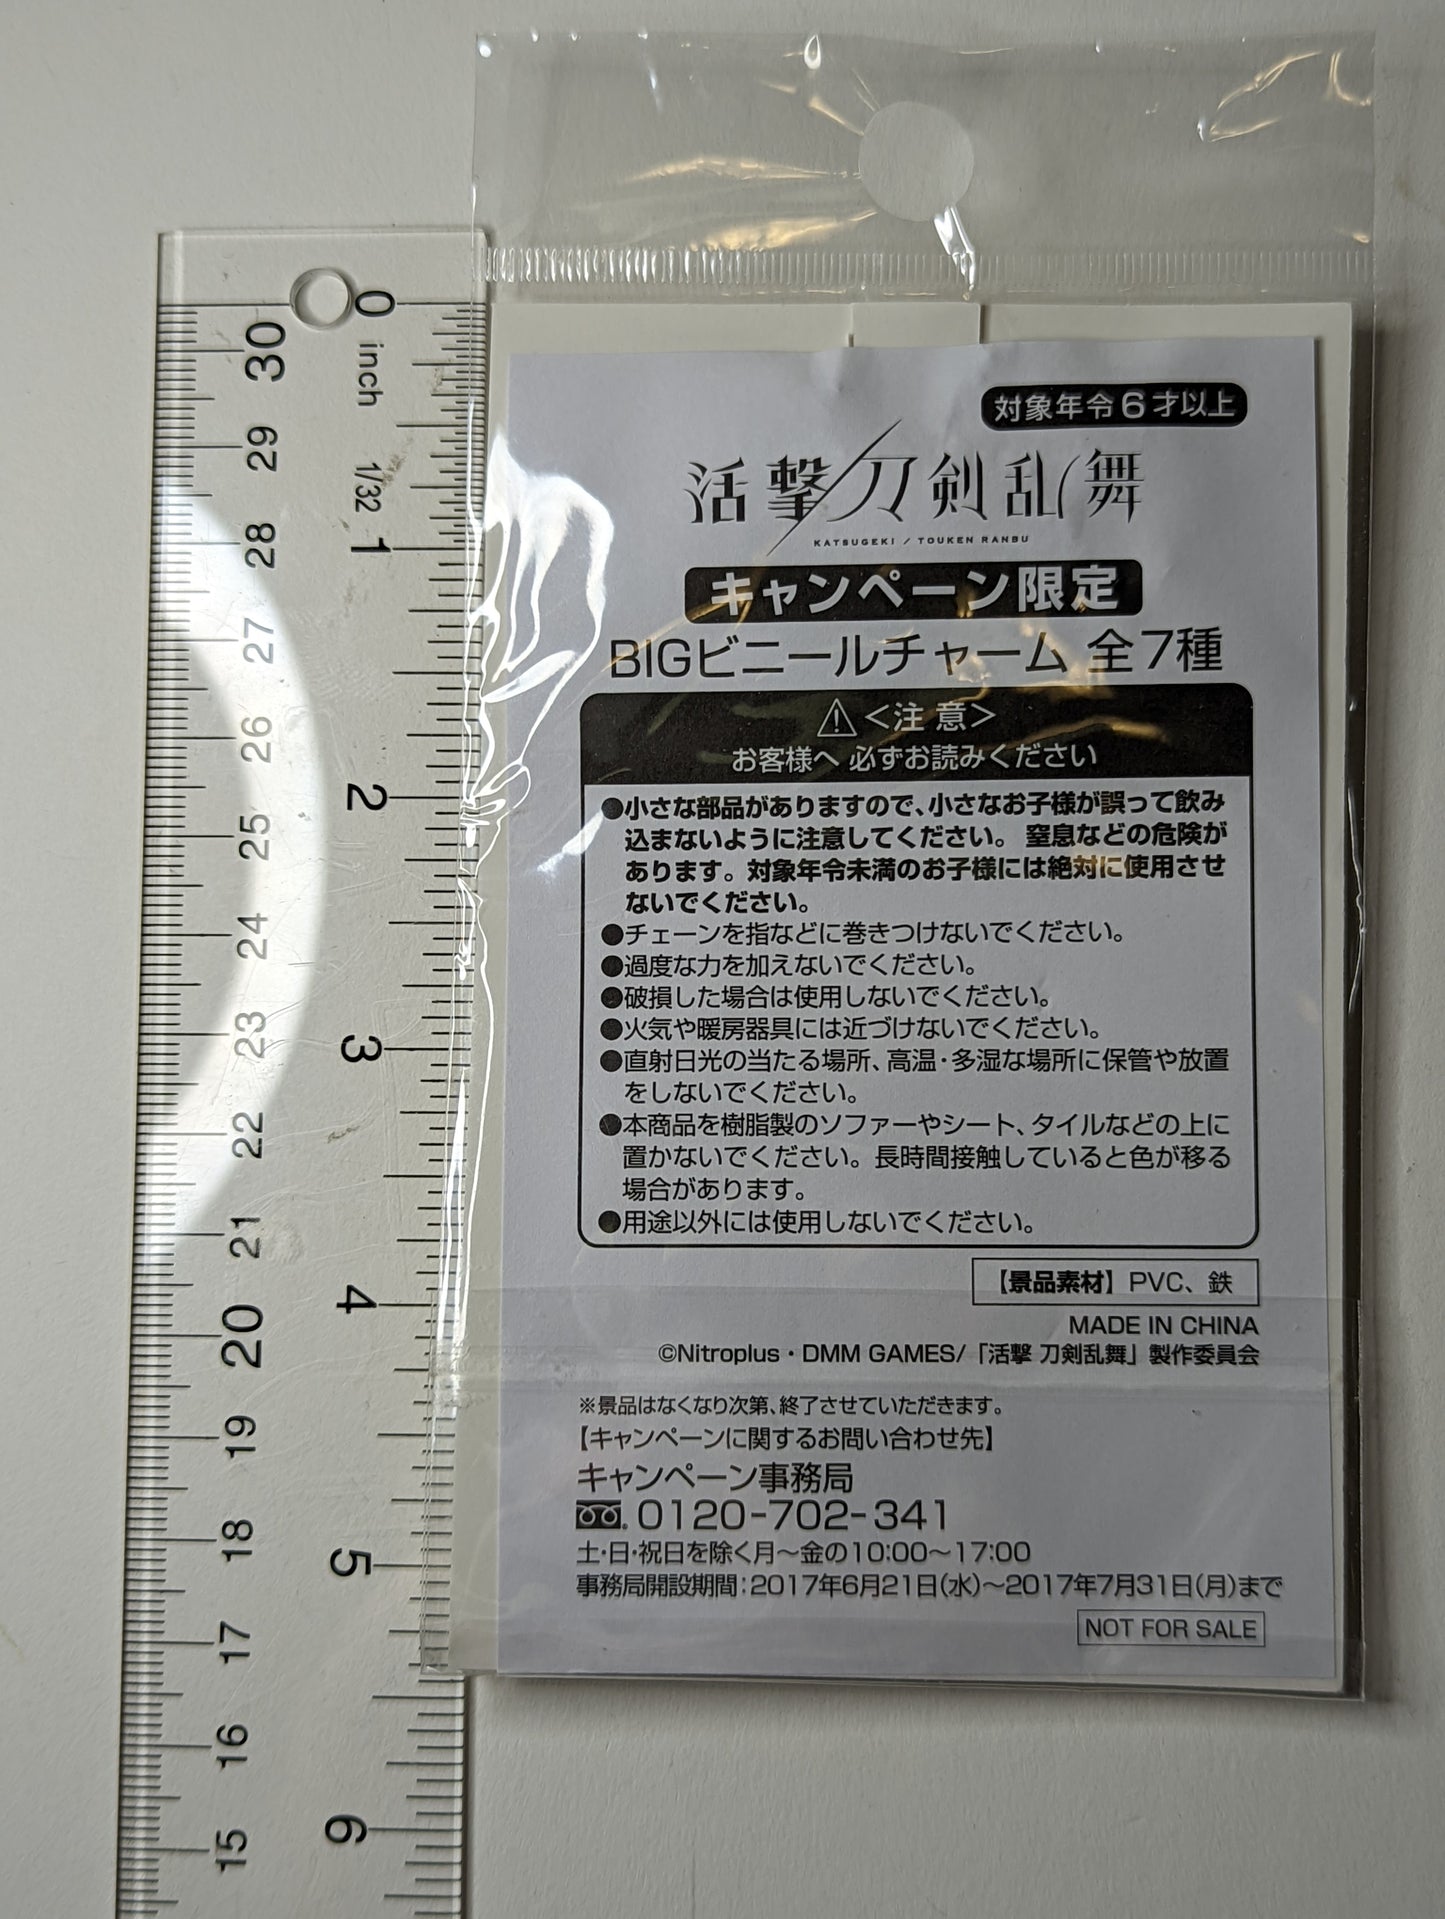 0
inch
1/32
1
2
3
4
5
6
30
29
28
27
26
25
24
23
22
21
20
19
18
17
16
15
対象年令6才以上
活撃/刀剣乱舞
KATSUGEKI / TOUKEN RANBU
キャンペーン限定
BIGビニールチャーム 全7種
⚠<注 意>
お客様へ 必ずお読みください
●小さな部品がありますので、小さなお子様が誤って飲み
込まないように注意してください。 窒息などの危険が
あります。対象年令未満のお子様には絶対に使用させ
ないでください。
●チェーンを指などに巻きつけないでください。
●過度な力を加えないでください。
●破損した場合は使用しないでください。
●火気や暖房器具には近づけないでください。
●直射日光の当たる場所、高温・多湿な場所に保管や放置
をしないでください。
●本商品を樹脂製のソファーやシート、タイルなどの上に
置かないでください。長時間接触していると色が移る
場合があります。
●用途以外には使用しないでください。
【景品素材】PVC、鉄
MADE IN CHINA
©Nitroplus・DMM GAMES/「活撃 刀剣乱舞」製作委員会
※景品はなくなり次第、終了させていただきます。
【キャンペーンに関するお問い合わせ先】
キャンペーン事務局
0120-702-341
土・日・祝日を除く月～金の10:00～17:00
事務局開設期間：2017年6月21日(水)～2017年7月31日(月)まで
NOT FOR SALE